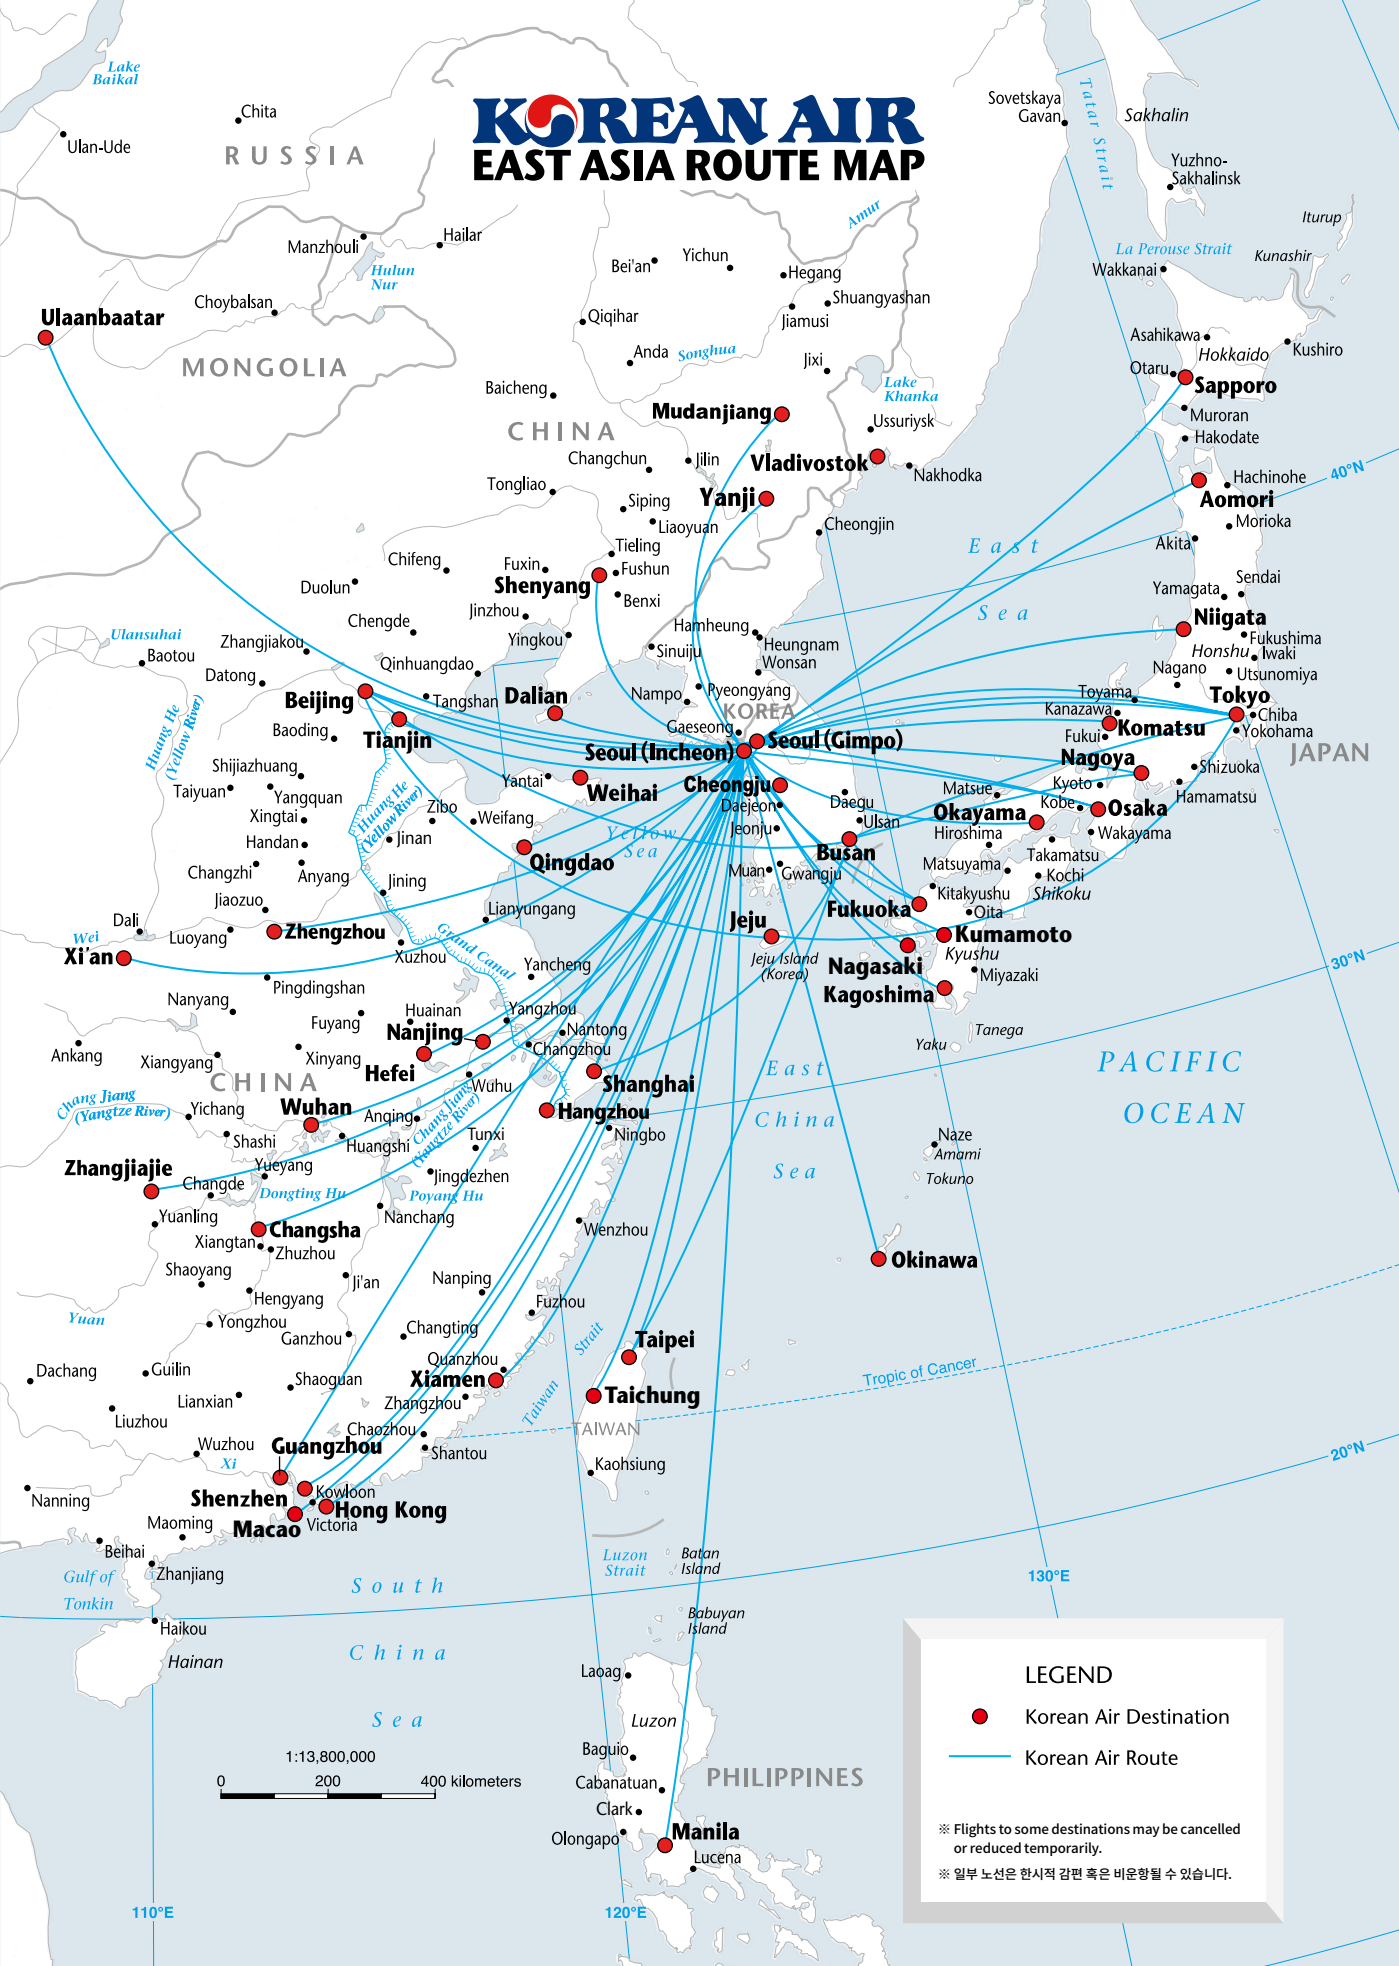 KOREAN AIR
EAST ASIA ROUTE MAP
Lake
Baikal
Chita
Ulan-Ude
RUSSIA
Sovetskaya
Gavan
Tatar Strait
Sakhalin
Yuzhno-
Sakhalinsk
Amur
Iturup
Kunashir
La Perouse Strait
Wakkanai
Manzhouli
Hailar
Hulun
Nur
Choybalsan
Ulaanbaatar
MONGOLIA
Bei'an
Yichun
Hegang
Shuangyashan
Jiamusi
Qiqihar
Anda
Songhua
Jixi
Baicheng
Lake
Khanka
Mudanjiang
Ussuriysk
CHINA
Changchun
Jilin
Vladivostok
Nakhodka
Tongliao
Yanji
Siping
Liaoyuan
Cheongjin
Asahikawa
Hokkaido
Kushiro
Otaru
Sapporo
Muroran
Hakodate
40°N
Hachinohe
Aomori
Morioka
Akita
East
Sea
Sendai
Yamagata
Niigata
Fukushima
Honshu
Iwaki
Nagano
Utsunomiya
Toyama
Tokyo
Kanazawa
Chiba
Komatsu
Yokohama
Fukui
JAPAN
Nagoya
Shizuoka
Kyoto
Hamamatsu
Matsue
Kobe
Osaka
Okayama
Hiroshima
Wakayama
Takamatsu
Matsuyama
Kochi
Shikoku
Kitakyushu
Fukuoka
Oita
Kumamoto
Kyushu
Nagasaki
Miyazaki
Kagoshima
30°N
Tanega
Yaku
Chifeng
Tieling
Fuxin
Fushun
Duolun
Shenyang
Benxi
Jinzhou
Chengde
Yingkou
Hamheung
Heungnam
Wonsan
Sinuiju
Ulansuhai
Baotou
Zhangjiakou
Qinhuangdao
Datong
Tangshan
Beijing
Dalian
Nampo
Pyeongyang
KOREA
Gaeseong
Huang He
(Yellow River)
Baoding
Tianjin
Seoul (Incheon)
Seoul (Gimpo)
Shijiazhuang
Yantai
Weihai
Cheongju
Taiyuan
Yangquan
Daejeon
Daegu
Xingtai
Huang He
(Yellow River)
Zibo
Weifang
Ulsan
Handan
Jinan
Yellow
Sea
Jeonju
Busan
Qingdao
Changzhi
Anyang
Muan
Gwangju
Jining
Jiaozuo
Lianyungang
Jeju
Dali
Wei
Luoyang
Zhengzhou
Grand Canal
Xi'an
Xuzhou
Jeju Island
(Korea)
Yancheng
Pingdingshan
Nanyang
Huainan
Yangzhou
Fuyang
Nanjing
Nantong
Ankang
Xiangyang
Xinyang
Changzhou
Hefei
East
China
Sea
PACIFIC
OCEAN
CHINA
Wuhu
Shanghai
Chang Jiang
(Yangtze River)
Yichang
Wuhan
Anqing
Chang Jiang
(Yangtze River)
Hangzhou
Ningbo
Shashi
Huangshi
Tunxi
Naze
Amami
Tokuno
Zhangjiajie
Yueyang
Jingdezhen
Changde
Dongting Hu
Poyang Hu
Yuanling
Nanchang
Changsha
Wenzhou
Xiangtan
Zhuzhou
Okinawa
Shaoyang
Ji'an
Nanping
Hengyang
Fuzhou
Yuan
Yongzhou
Ganzhou
Changting
Strait
Taipei
Dachang
Guilin
Quanzhou
Shaoguan
Xiamen
Taiwan
Tropic of Cancer
Lianxian
Zhangzhou
Taichung
Liuzhou
Chaozhou
TAIWAN
Wuzhou
Guangzhou
Shantou
Xi
Kaohsiung
20°N
Nanning
Shenzhen
Kowloon
Hong Kong
Macao
Victoria
Maoming
Beihai
Gulf of
Tonkin
Zhanjiang
South
China
Sea
Luzon
Strait
Batan
Island
130°E
Babuyan
Island
Haikou
Hainan
Laoag
Luzon
Baguio
PHILIPPINES
Cabanatuan
Clark
Olongapo
Manila
Lucena
1:13,800,000
0 200 400 kilometers
110°E
120°E
LEGEND
Korean Air Destination
Korean Air Route
※ Flights to some destinations may be cancelled
or reduced temporarily.
※ 일부 노선은 한시적 감편 혹은 비운항될 수 있습니다.